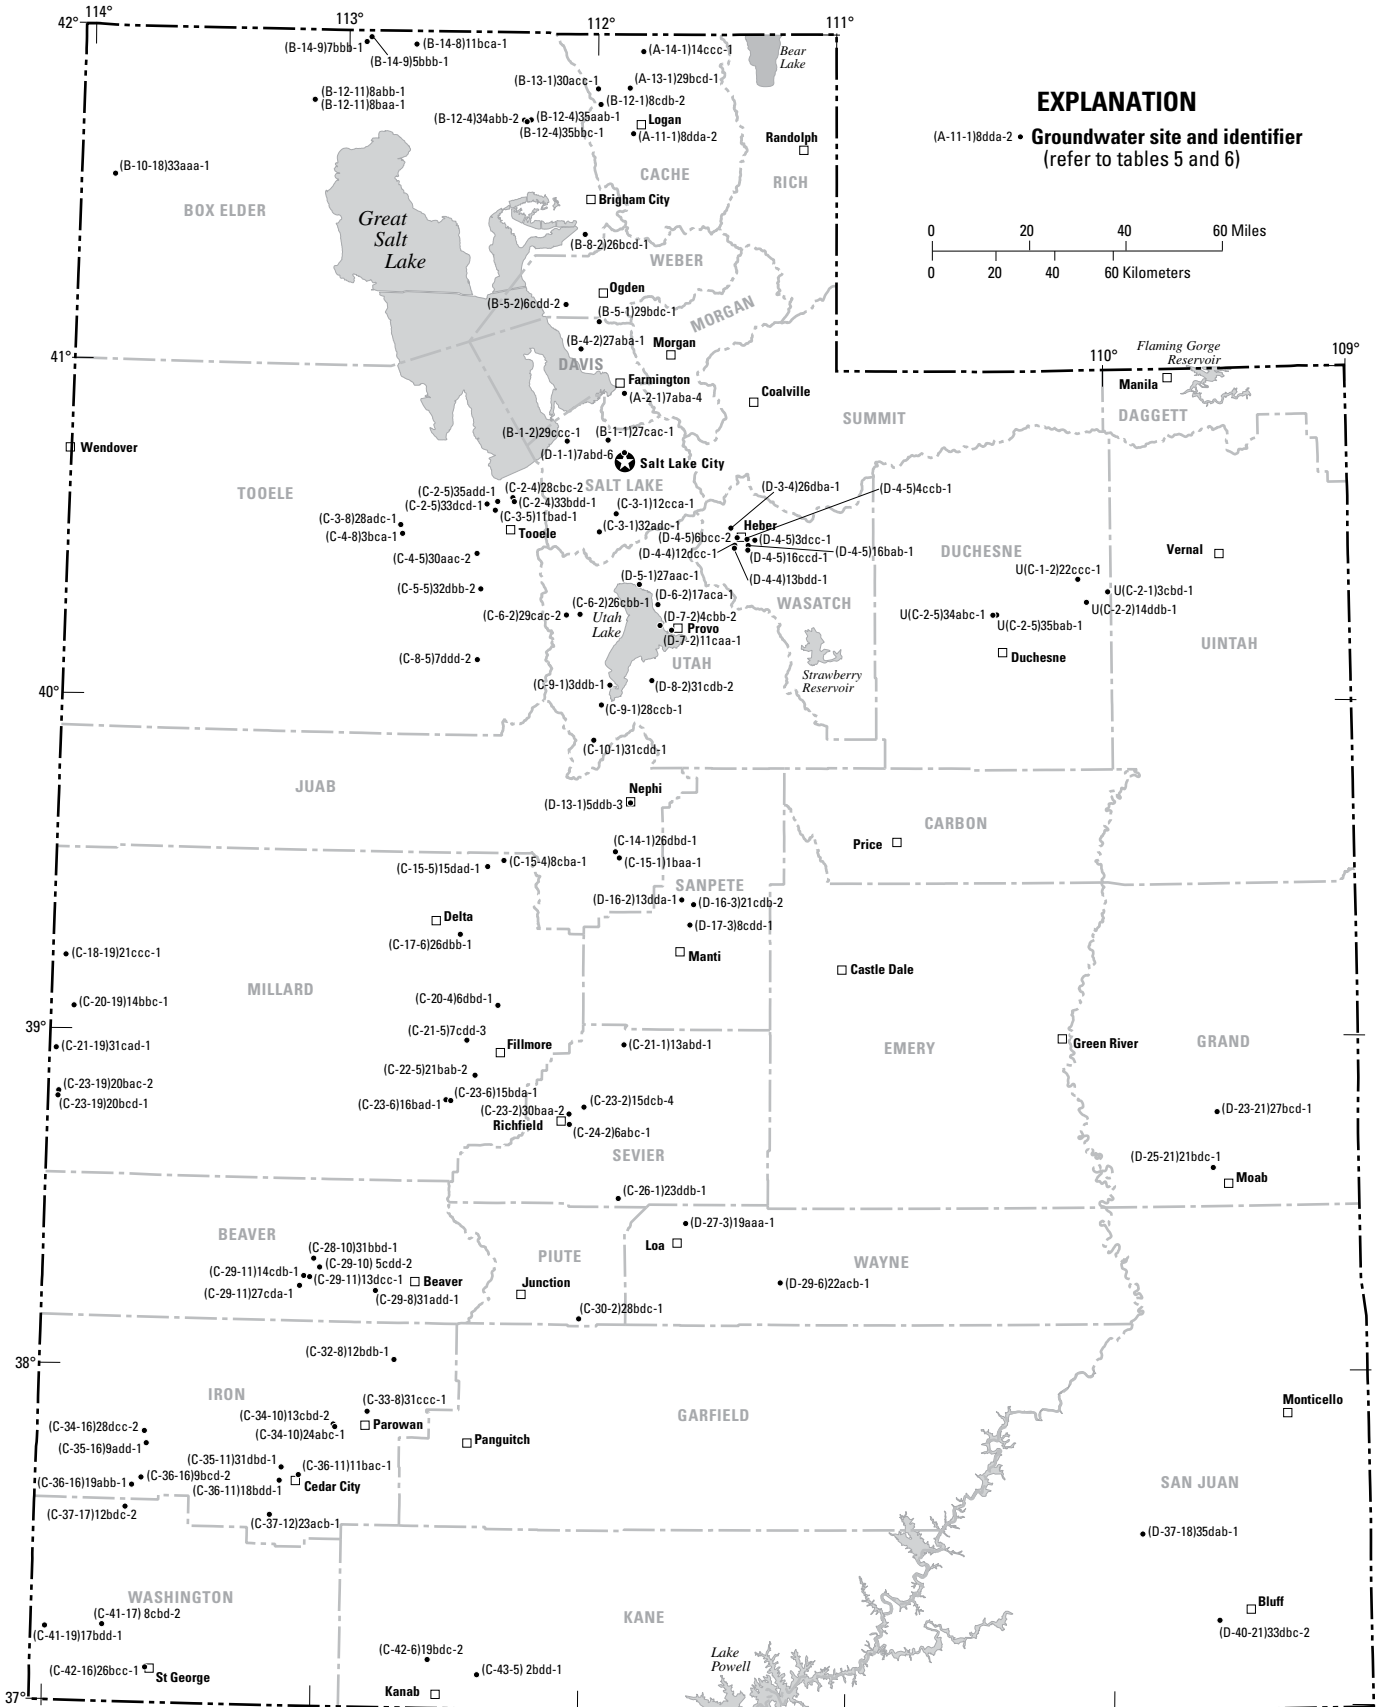 42°
114°
113°
112°
111°
(B-14-9)7bbb-1
(B-14-8)11bca-1
(B-14-9)5bbb-1
(A-14-1)14ccc-1
Bear
Lake
(B-13-1)30acc-1
(A-13-1)29bcd-1
(B-12-11)8abb-1
(B-12-11)8baa-1
(B-12-1)8cdb-2
(B-12-4)34abb-2
(B-12-4)35aab-1
(B-12-4)35bbc-1
Logan
(A-11-1)8dda-2
Randolph
EXPLANATION
(A-11-1)8dda-2
Groundwater site and identifier
(refer to tables 5 and 6)
(B-10-18)33aaa-1
CACHE
RICH
BOX ELDER
Great
Salt
Lake
Brigham City
(B-8-2)26bcd-1
0 20 40 60 Miles
0 20 40 60 Kilometers
WEBER
Ogden
(B-5-2)6cdd-2
(B-5-1)29bdc-1
MORGAN
(B-4-2)27aba-1
Morgan
41°
DAVIS
Farmington
(A-2-1)7aba-4
Coalville
SUMMIT
110°
Flaming Gorge
Reservoir
109°
Manila
DAGGETT
Wendover
(B-1-2)29ccc-1
(B-1-1)27cac-1
(D-1-1)7abd-6
Salt Lake City
TOOELE
SALT LAKE
(C-2-5)35add-1
(C-2-4)28cbc-2
(C-2-5)33dcd-1
(C-2-4)33bdd-1
(C-3-5)11bad-1
(C-3-1)12cca-1
(C-3-8)28adc-1
(C-4-8)3bca-1
Tooele
(C-3-1)32adc-1
(D-3-4)26dba-1
(D-4-5)4ccb-1
Heber
(D-4-5)6bcc-2
(D-4-5)3dcc-1
(D-4-4)12dcc-1
(D-4-5)16bab-1
(D-4-5)16ccd-1
(D-4-4)13bdd-1
DUCHESNE
Vernal
(C-4-5)30aac-2
(C-5-5)32dbb-2
(D-5-1)27aac-1
WASATCH
U(C-1-2)22ccc-1
U(C-2-1)3cbd-1
U(C-2-2)14ddb-1
(C-6-2)29cac-2
(C-6-2)26cbb-1
(D-6-2)17aca-1
Utah
Lake
(D-7-2)4cbb-2
Provo
(D-7-2)11caa-1
U(C-2-5)34abc-1
U(C-2-5)35bab-1
UINTAH
Duchesne
(C-8-5)7ddd-2
UTAH
Strawberry
Reservoir
40°
(C-9-1)3ddb-1
(D-8-2)31cdb-2
(C-9-1)28ccb-1
(C-10-1)31cdd-1
JUAB
Nephi
(D-13-1)5ddb-3
CARBON
Price
(C-14-1)26dbd-1
(C-15-5)15dad-1
(C-15-4)8cba-1
(C-15-1)1baa-1
SANPETE
(D-16-2)13dda-1
(D-16-3)21cdb-2
Delta
(C-17-6)26dbb-1
(D-17-3)8cdd-1
(C-18-19)21ccc-1
Manti
Castle Dale
MILLARD
(C-20-19)14bbc-1
(C-20-4)6dbd-1
39°
(C-21-5)7cdd-3
(C-21-19)31cad-1
Fillmore
(C-21-1)13abd-1
EMERY
Green River
GRAND
(C-22-5)21bab-2
(C-23-19)20bac-2
(C-23-19)20bcd-1
(C-23-6)15bda-1
(C-23-6)16bad-1
(C-23-2)15dcb-4
(C-23-2)30baa-2
Richfield
(C-24-2)6abc-1
(D-23-21)27bcd-1
SEVIER
(D-25-21)21bdc-1
Moab
(C-26-1)23ddb-1
BEAVER
(D-27-3)19aaa-1
Loa
(C-28-10)31bbd-1
(C-29-10) 5cdd-2
(C-29-11)14cdb-1
(C-29-11)13dcc-1
Beaver
(C-29-11)27cda-1
(C-29-8)31add-1
PIUTE
Junction
WAYNE
(D-29-6)22acb-1
(C-30-2)28bdc-1
38°
(C-32-8)12bdb-1
IRON
(C-33-8)31ccc-1
(C-34-10)13cbd-2
Parowan
(C-34-10)24abc-1
(C-34-16)28dcc-2
(C-35-16)9add-1
GARFIELD
Panguitch
Monticello
(C-35-11)31dbd-1
(C-36-11)11bac-1
(C-36-16)9bcd-2
(C-36-16)19abb-1
Cedar City
(C-36-11)18bdd-1
SAN JUAN
(C-37-17)12bdc-2
(C-37-12)23acb-1
(D-37-18)35dab-1
WASHINGTON
(C-41-17) 8cbd-2
(C-41-19)17bdd-1
KANE
Bluff
(D-40-21)33dbc-2
(C-42-6)19bdc-2
(C-42-16)26bcc-1
St George
(C-43-5) 2bdd-1
Lake
Powell
Kanab
37°